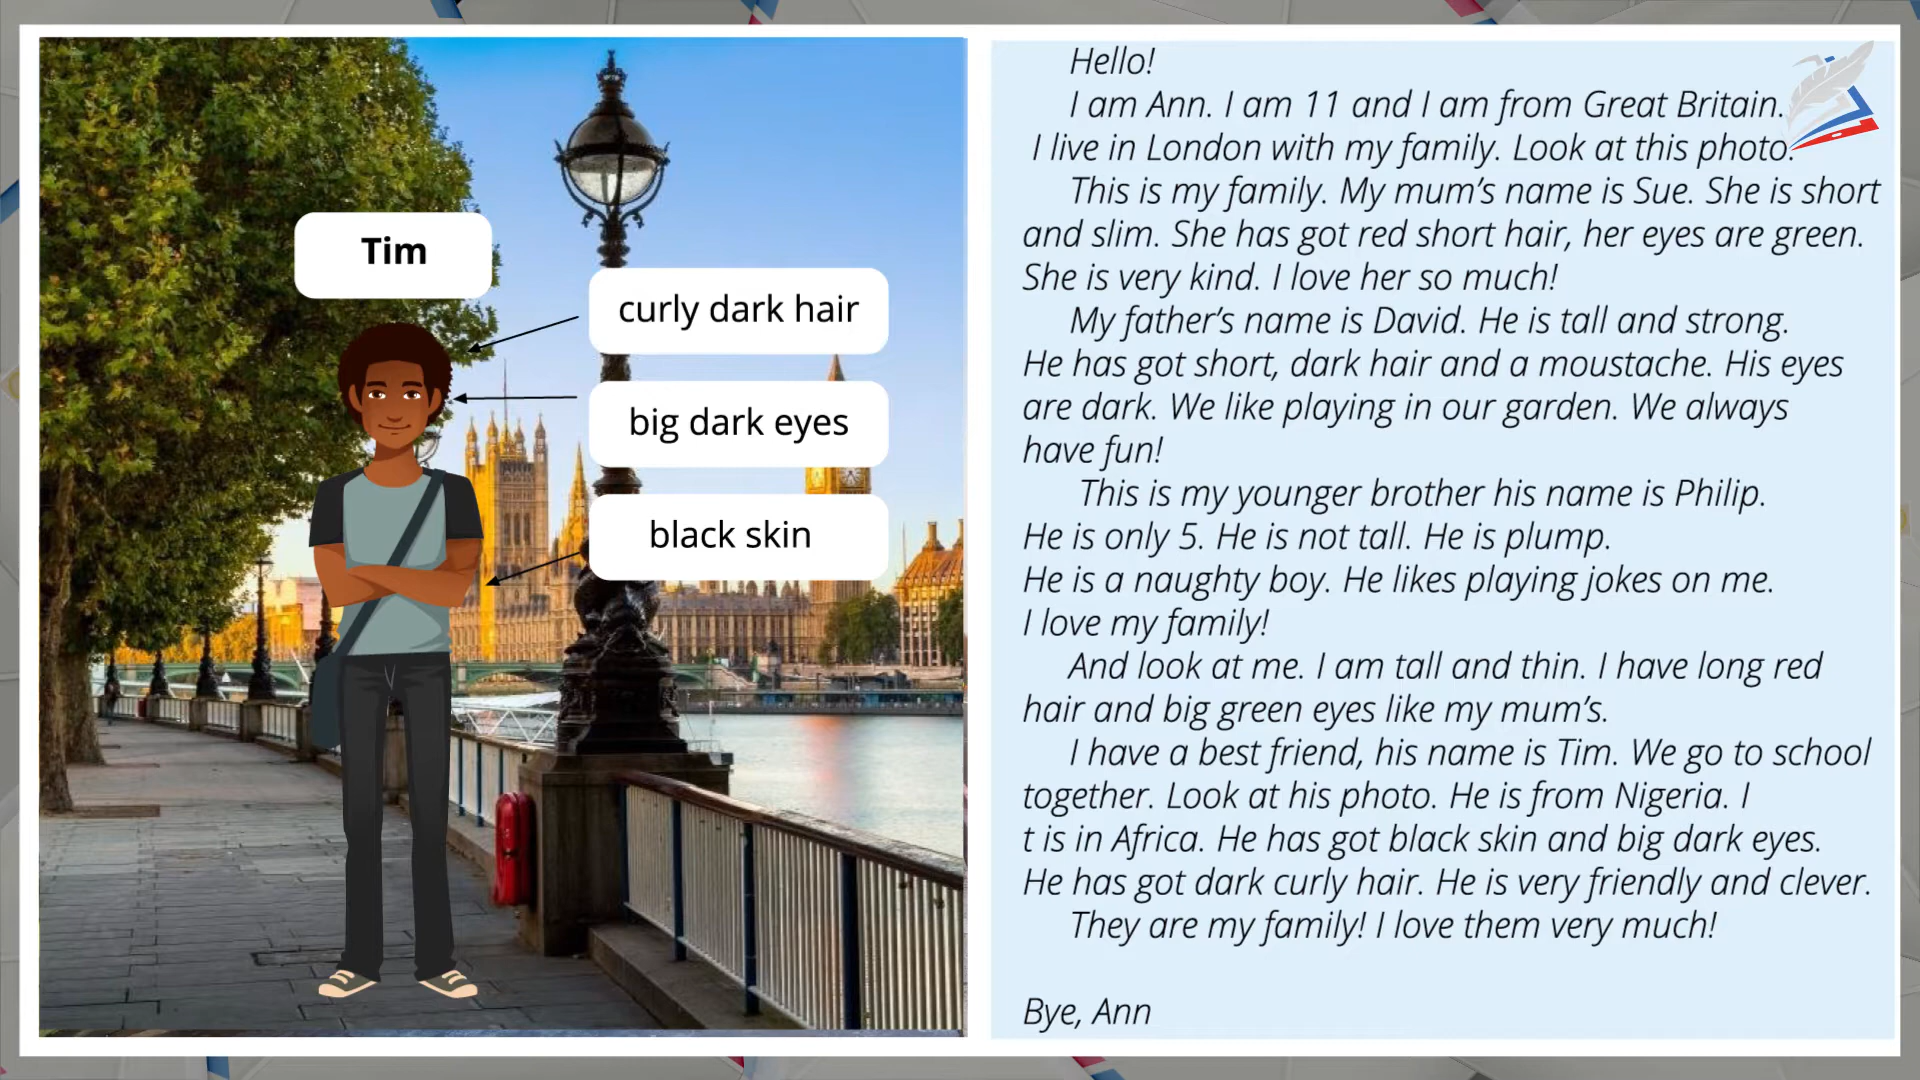 Tim
curly dark hair
big dark eyes
black skin
Hello!
I am Ann. I am 11 and I am from Great Britain.
I live in London with my family. Look at this photo.
This is my family. My mum’s name is Sue. She is short
and slim. She has got red short hair, her eyes are green.
She is very kind. I love her so much!
My father’s name is David. He is tall and strong.
He has got short, dark hair and a moustache. His eyes
are dark. We like playing in our garden. We always
have fun!
This is my younger brother his name is Philip.
He is only 5. He is not tall. He is plump.
He is a naughty boy. He likes playing jokes on me.
I love my family!
And look at me. I am tall and thin. I have long red
hair and big green eyes like my mum’s.
I have a best friend, his name is Tim. We go to school
together. Look at his photo. He is from Nigeria. I
t is in Africa. He has got black skin and big dark eyes.
He has got dark curly hair. He is very friendly and clever.
They are my family! I love them very much!
Bye, Ann